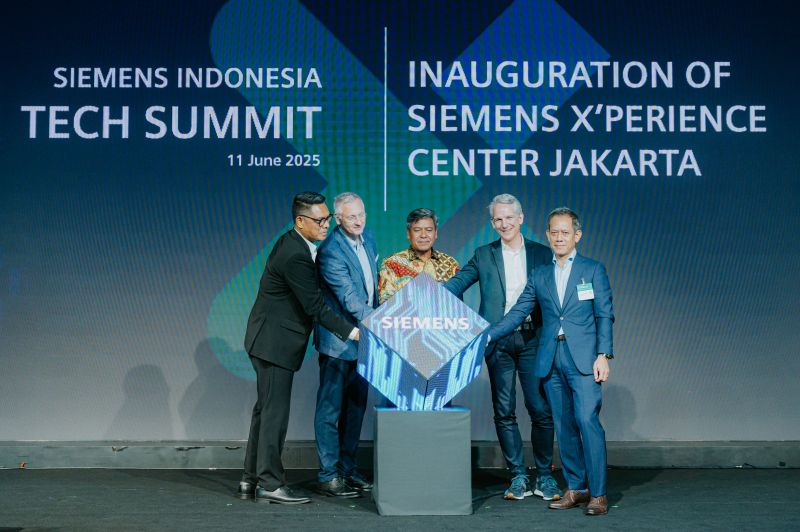 SIEMENS INDONESIA
TECH SUMMIT
11 June 2025
INAUGURATION OF
SIEMENS X’PERIENCE
CENTER JAKARTA
SIEMENS